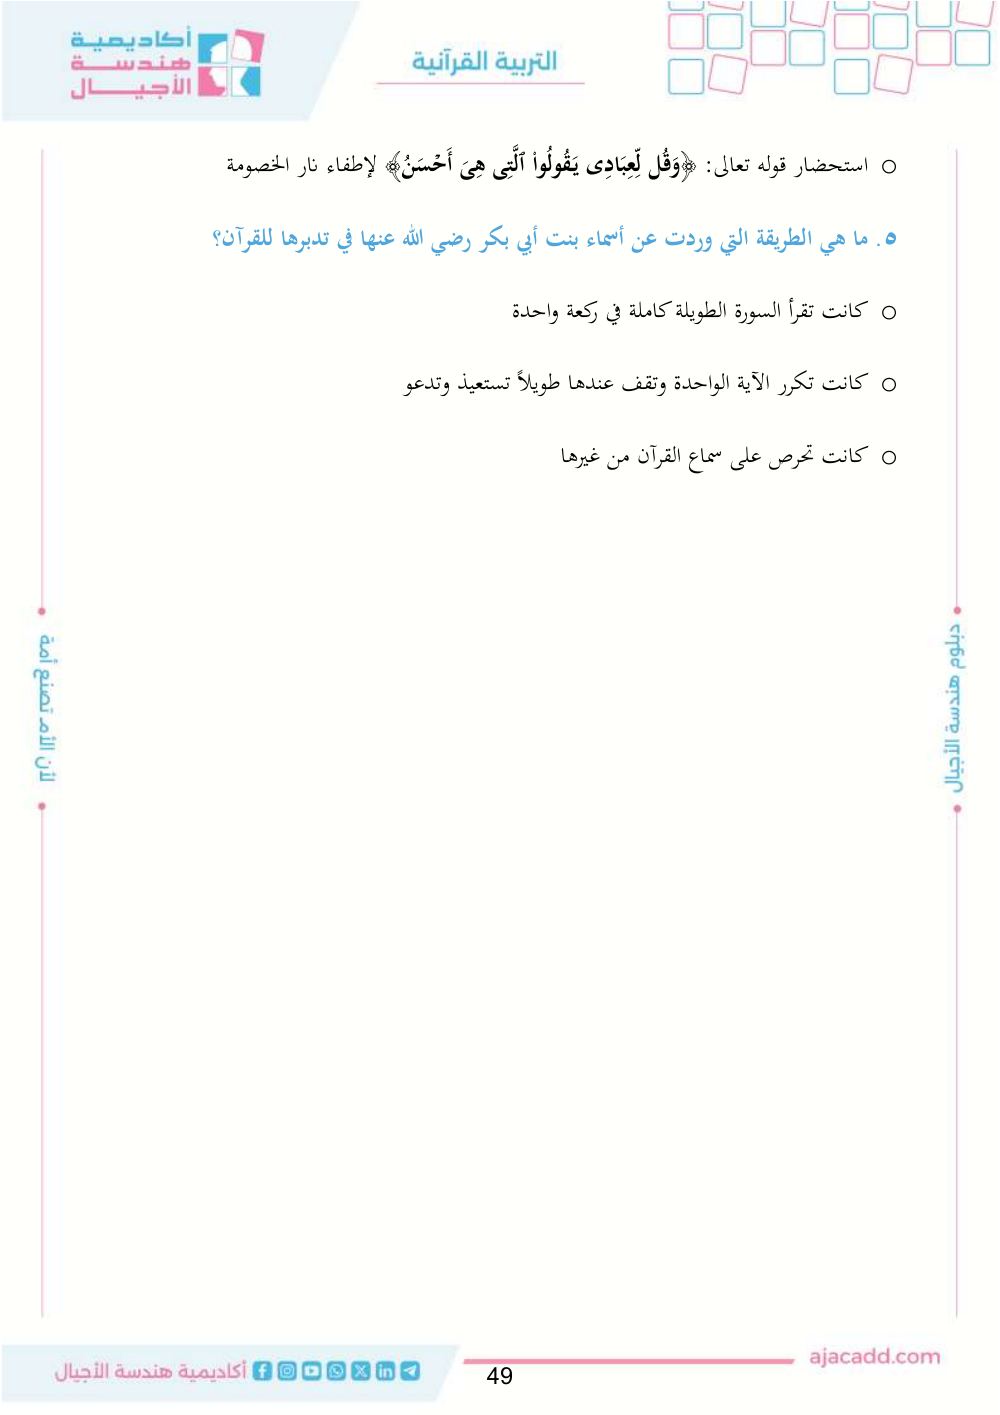 أكاديمية
هندسة
الأجيال
التربية القرآنية
○ استحضار قوله تعالى: ﴿وَقُل لِّعِبَادِى يَقُولُوا۟ ٱلَّتِى هِىَ أَحْسَنُ﴾ لإطفاء نار الخصومة
٥. ما هي الطريقة التي وردت عن أسماء بنت أبي بكر رضي الله عنها في تدبرها للقرآن؟
○ كانت تقرأ السورة الطويلة كاملة في ركعة واحدة
○ كانت تكرر الآية الواحدة وتقف عندها طويلاً تستعيذ وتدعو
○ كانت تحرص على سماع القرآن من غيرها
دبلوم هندسة الأجيال
لأن الأم تصنع أمة
ajacadd.com
49
أكاديمية هندسة الأجيال